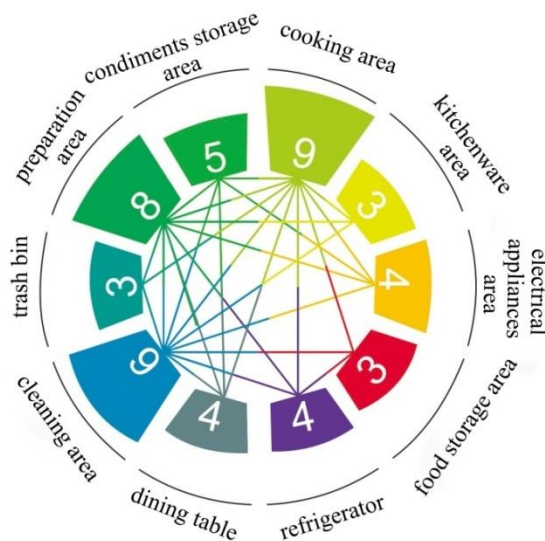 cooking area
9
kitchenware
area
3
electrical
appliances
area
4
food storage area
3
refrigerator
4
dining table
4
cleaning area
9
trash bin
3
preparation
area
8
condiments storage
area
5